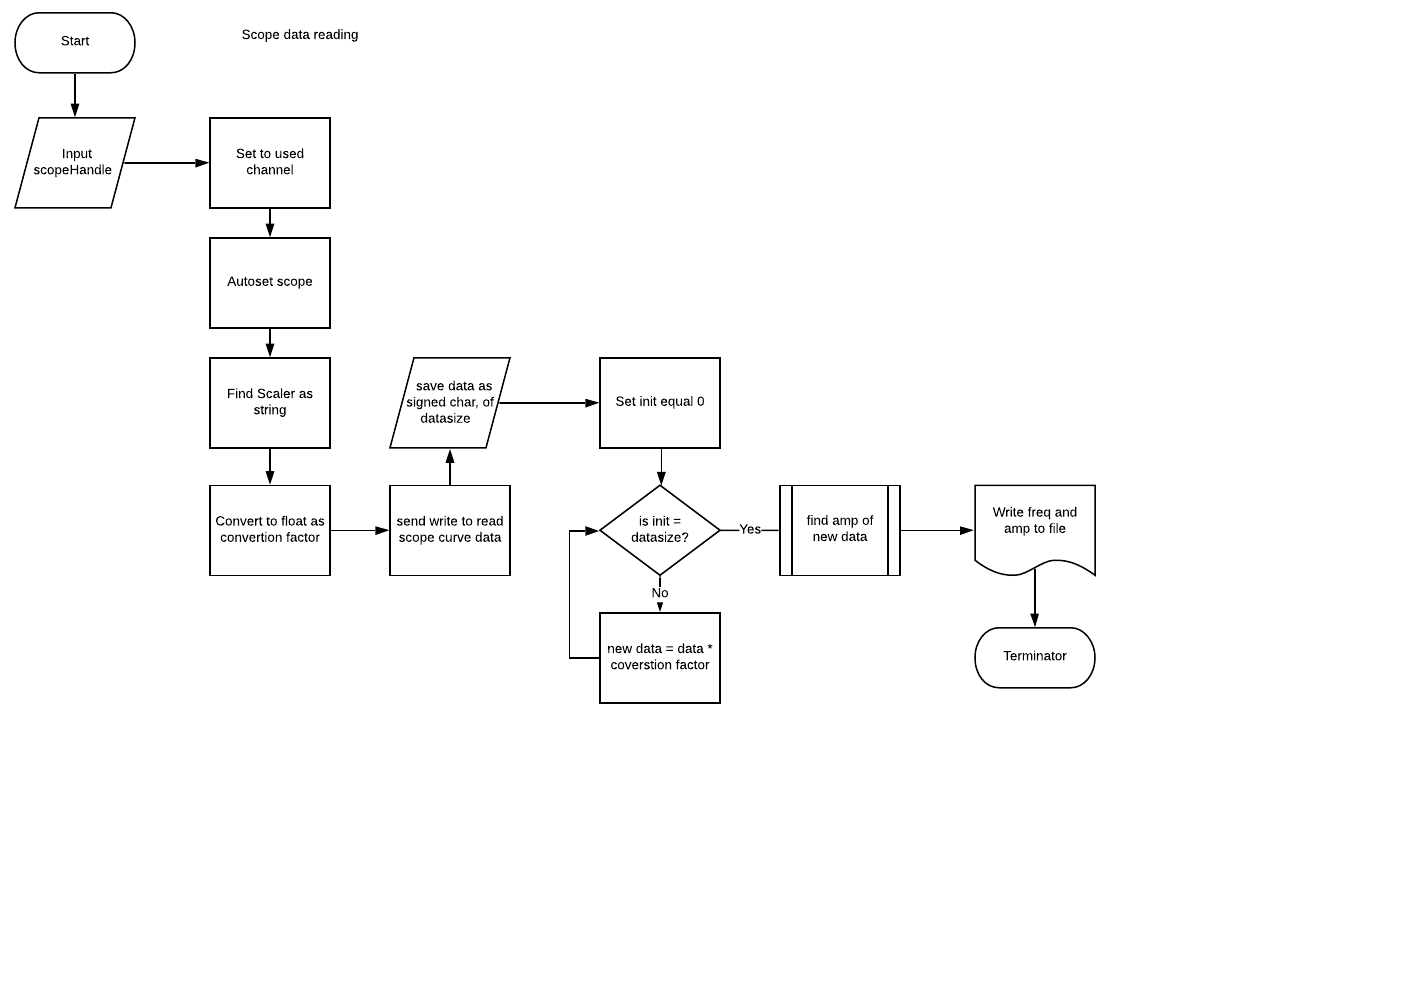 Start
Scope data reading
Input
scopeHandle
Set to used
channel
Autoset scope
Find Scaler as
string
Convert to float as
convertion factor
send write to read
scope curve data
save data as
signed char, of
datasize
Set init equal 0
is init =
datasize?
Yes
No
new data = data *
coverstion factor
find amp of
new data
Write freq and
amp to file
Terminator